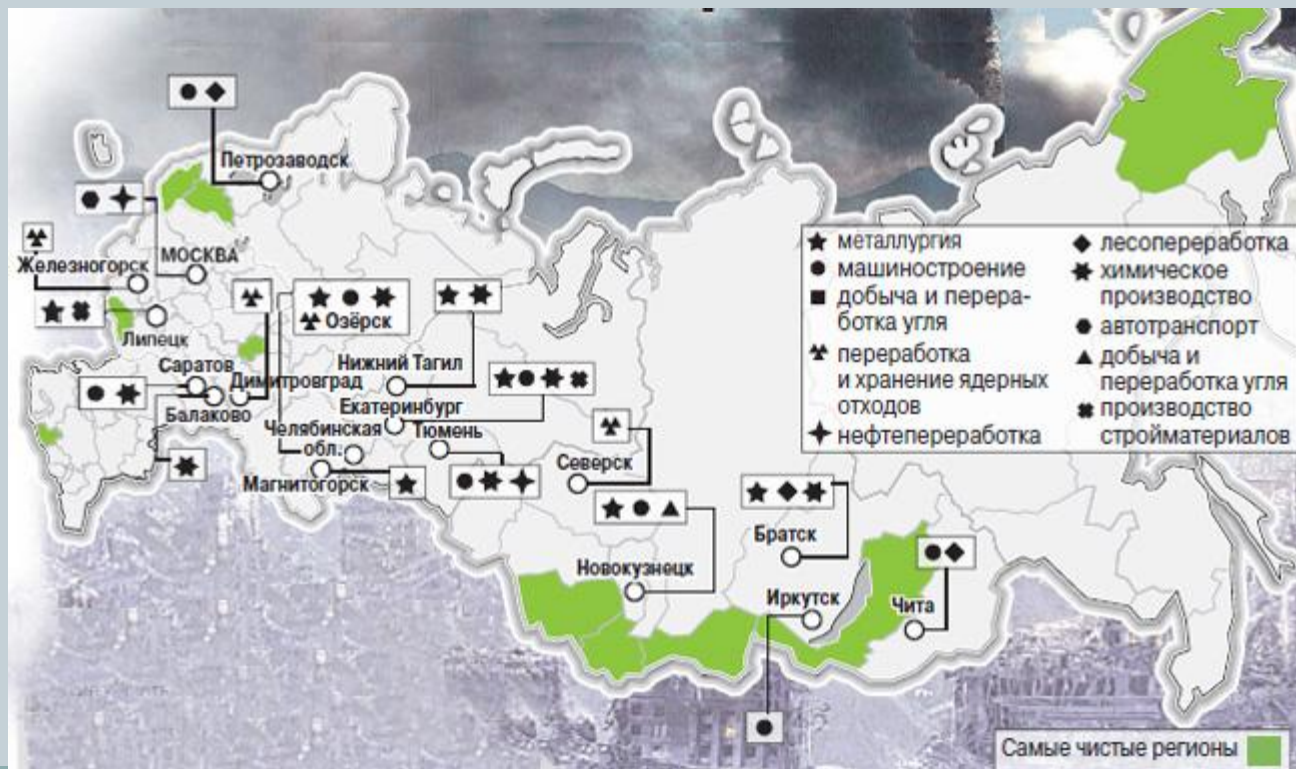 Петрозаводск
МОСКВА
Железногорск
Липецк
Озёрск
Саратов
Димитровград
Балаково
Нижний Тагил
Екатеринбург
Челябинская
обл.
Тюмень
Магнитогорск
Северск
Новокузнецк
Братск
Иркутск
Чита
металлургия
машиностроение
добыча и перера-
ботка угля
переработка
и хранение ядерных
отходов
нефтепереработка
лесопереработка
химическое
производство
автотранспорт
добыча и
переработка угля
производство
стройматериалов
Самые чистые регионы